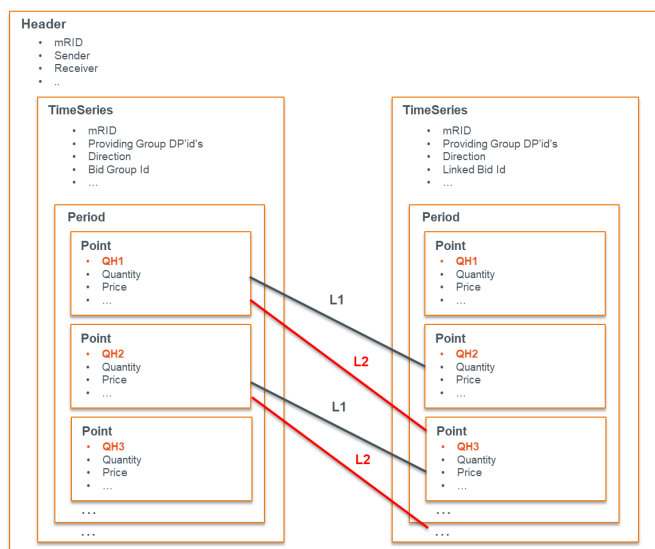 Header
• mRID
• Sender
• Receiver
• ..
TimeSeries
• mRID
• Providing Group DP'id's
• Direction
• Bid Group Id
• ...
Period
Point
• QH1
• Quantity
• Price
• ...
Point
• QH2
• Quantity
• Price
• ...
Point
• QH3
• Quantity
• Price
• ...
...
...
L1
L2
L1
L2
TimeSeries
• mRID
• Providing Group DP'id's
• Direction
• Linked Bid Id
• ...
Period
Point
• QH1
• Quantity
• Price
• ...
Point
• QH2
• Quantity
• Price
• ...
Point
• QH3
• Quantity
• Price
• ...
...
...